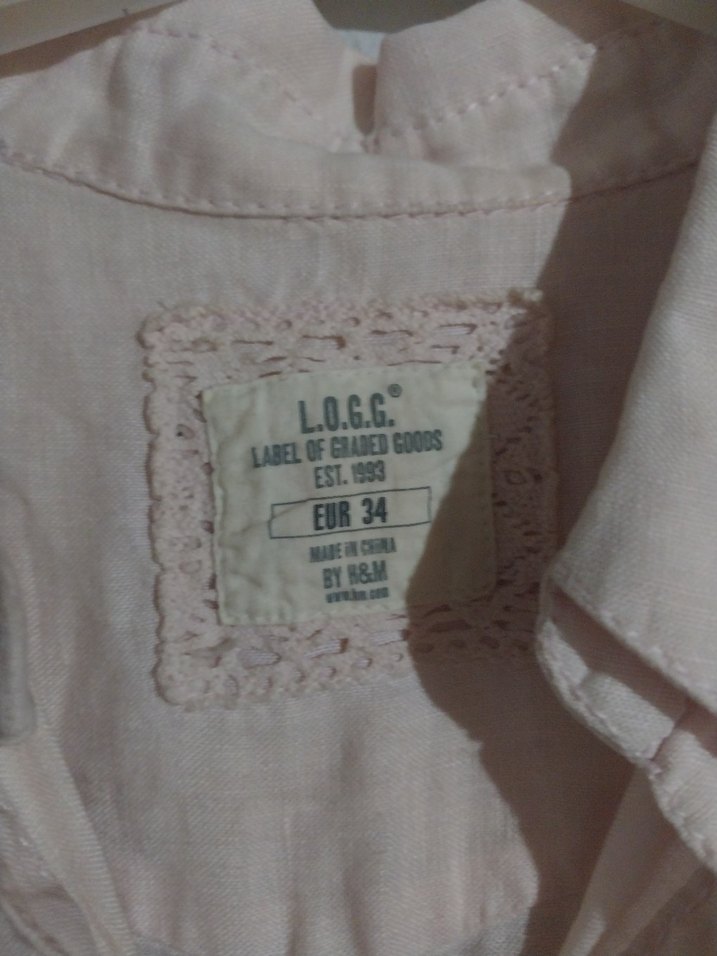 L.O.G.G.®
LABEL OF GRADED GOODS
EST. 1993
EUR 34
MADE IN CHINA
BY H&M
www.hm.com